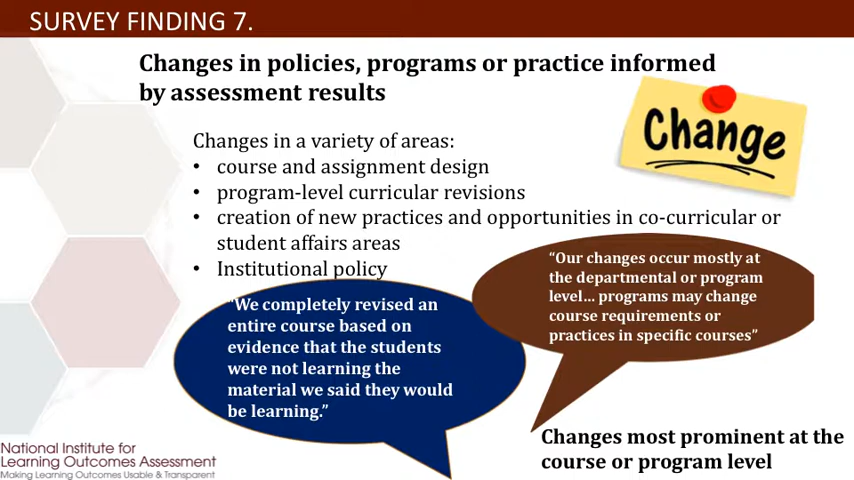 SURVEY FINDING 7.
Changes in policies, programs or practice informed
by assessment results
Change
Changes in a variety of areas:
• course and assignment design
• program-level curricular revisions
• creation of new practices and opportunities in co-curricular or
student affairs areas
• Institutional policy
“We completely revised an
entire course based on
evidence that the students
were not learning the
material we said they would
be learning.”
“Our changes occur mostly at
the departmental or program
level… programs may change
course requirements or
practices in specific courses”
Changes most prominent at the
course or program level
National Institute for
Learning Outcomes Assessment
Making Learning Outcomes Usable & Transparent